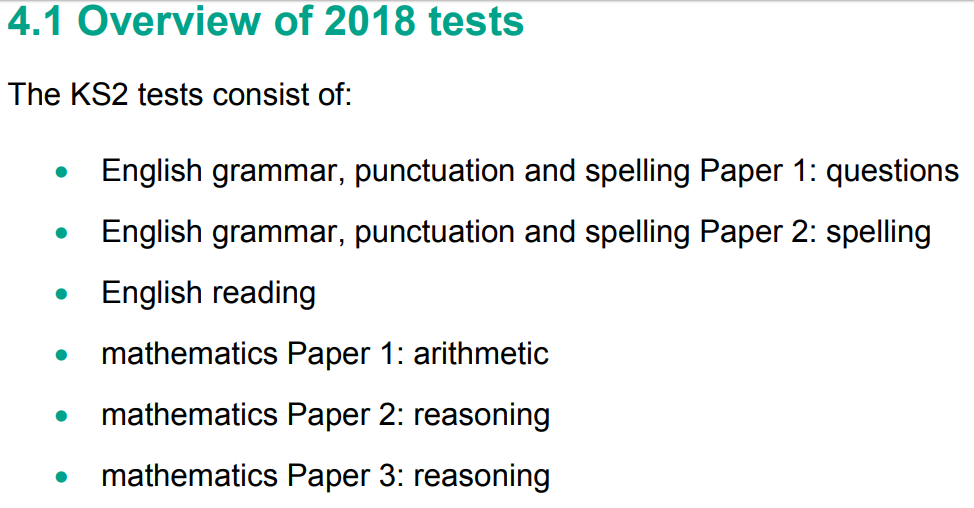 4.1 Overview of 2018 tests
The KS2 tests consist of:
• English grammar, punctuation and spelling Paper 1: questions
• English grammar, punctuation and spelling Paper 2: spelling
• English reading
• mathematics Paper 1: arithmetic
• mathematics Paper 2: reasoning
• mathematics Paper 3: reasoning